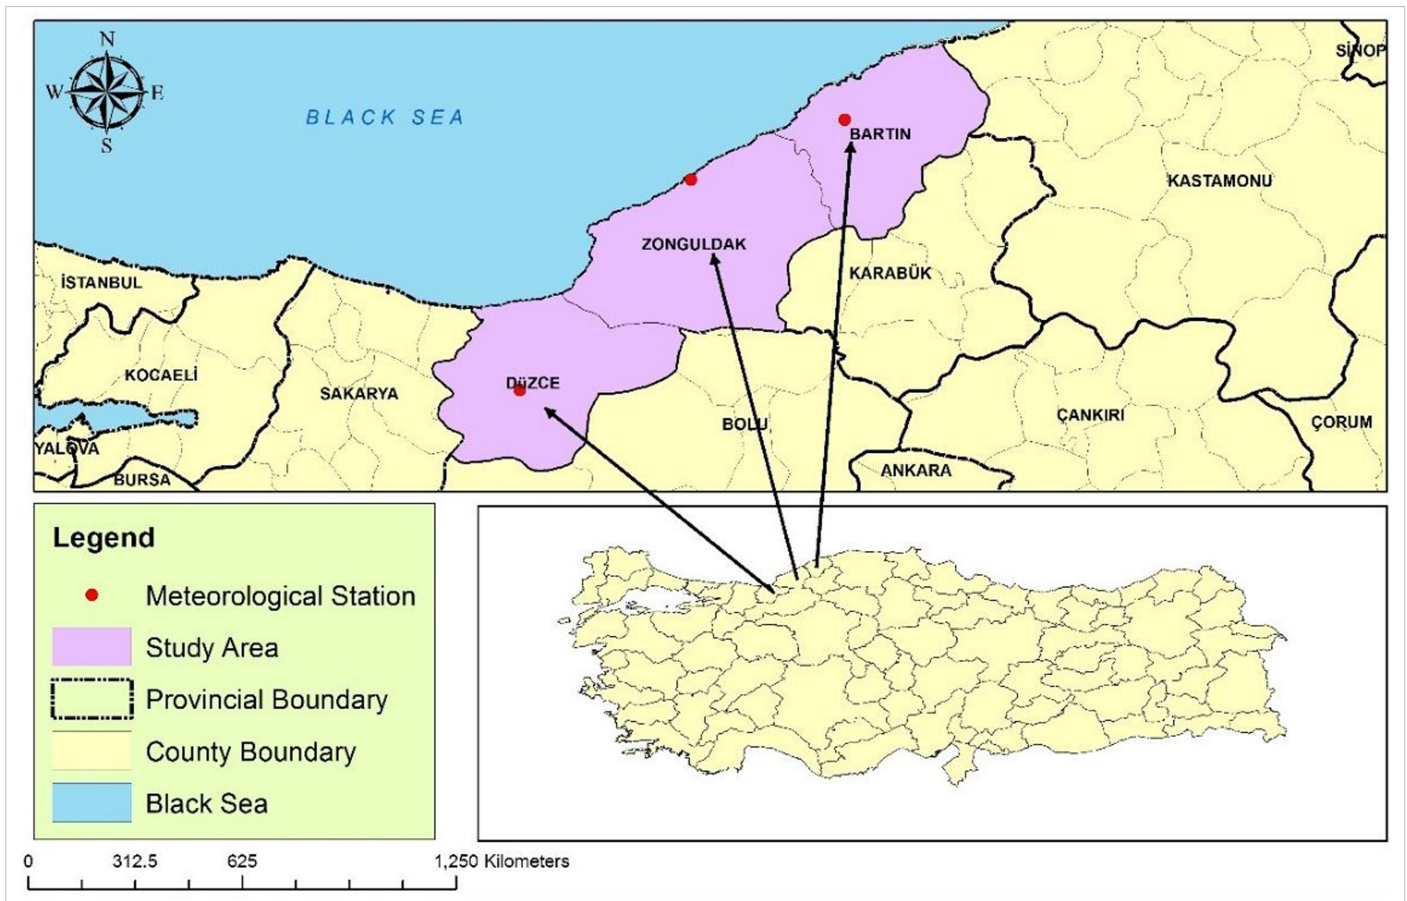 N
W E
S
BLACK SEA
SİNOP
BARTIN
KASTAMONU
ZONGULDAK
KARABÜK
İSTANBUL
KOCAELİ
SAKARYA
DüZCE
BOLU
ÇANKIRI
ÇORUM
YALOVA
BURSA
ANKARA
Legend
Meteorological Station
Study Area
Provincial Boundary
County Boundary
Black Sea
0 312.5 625 1,250 Kilometers